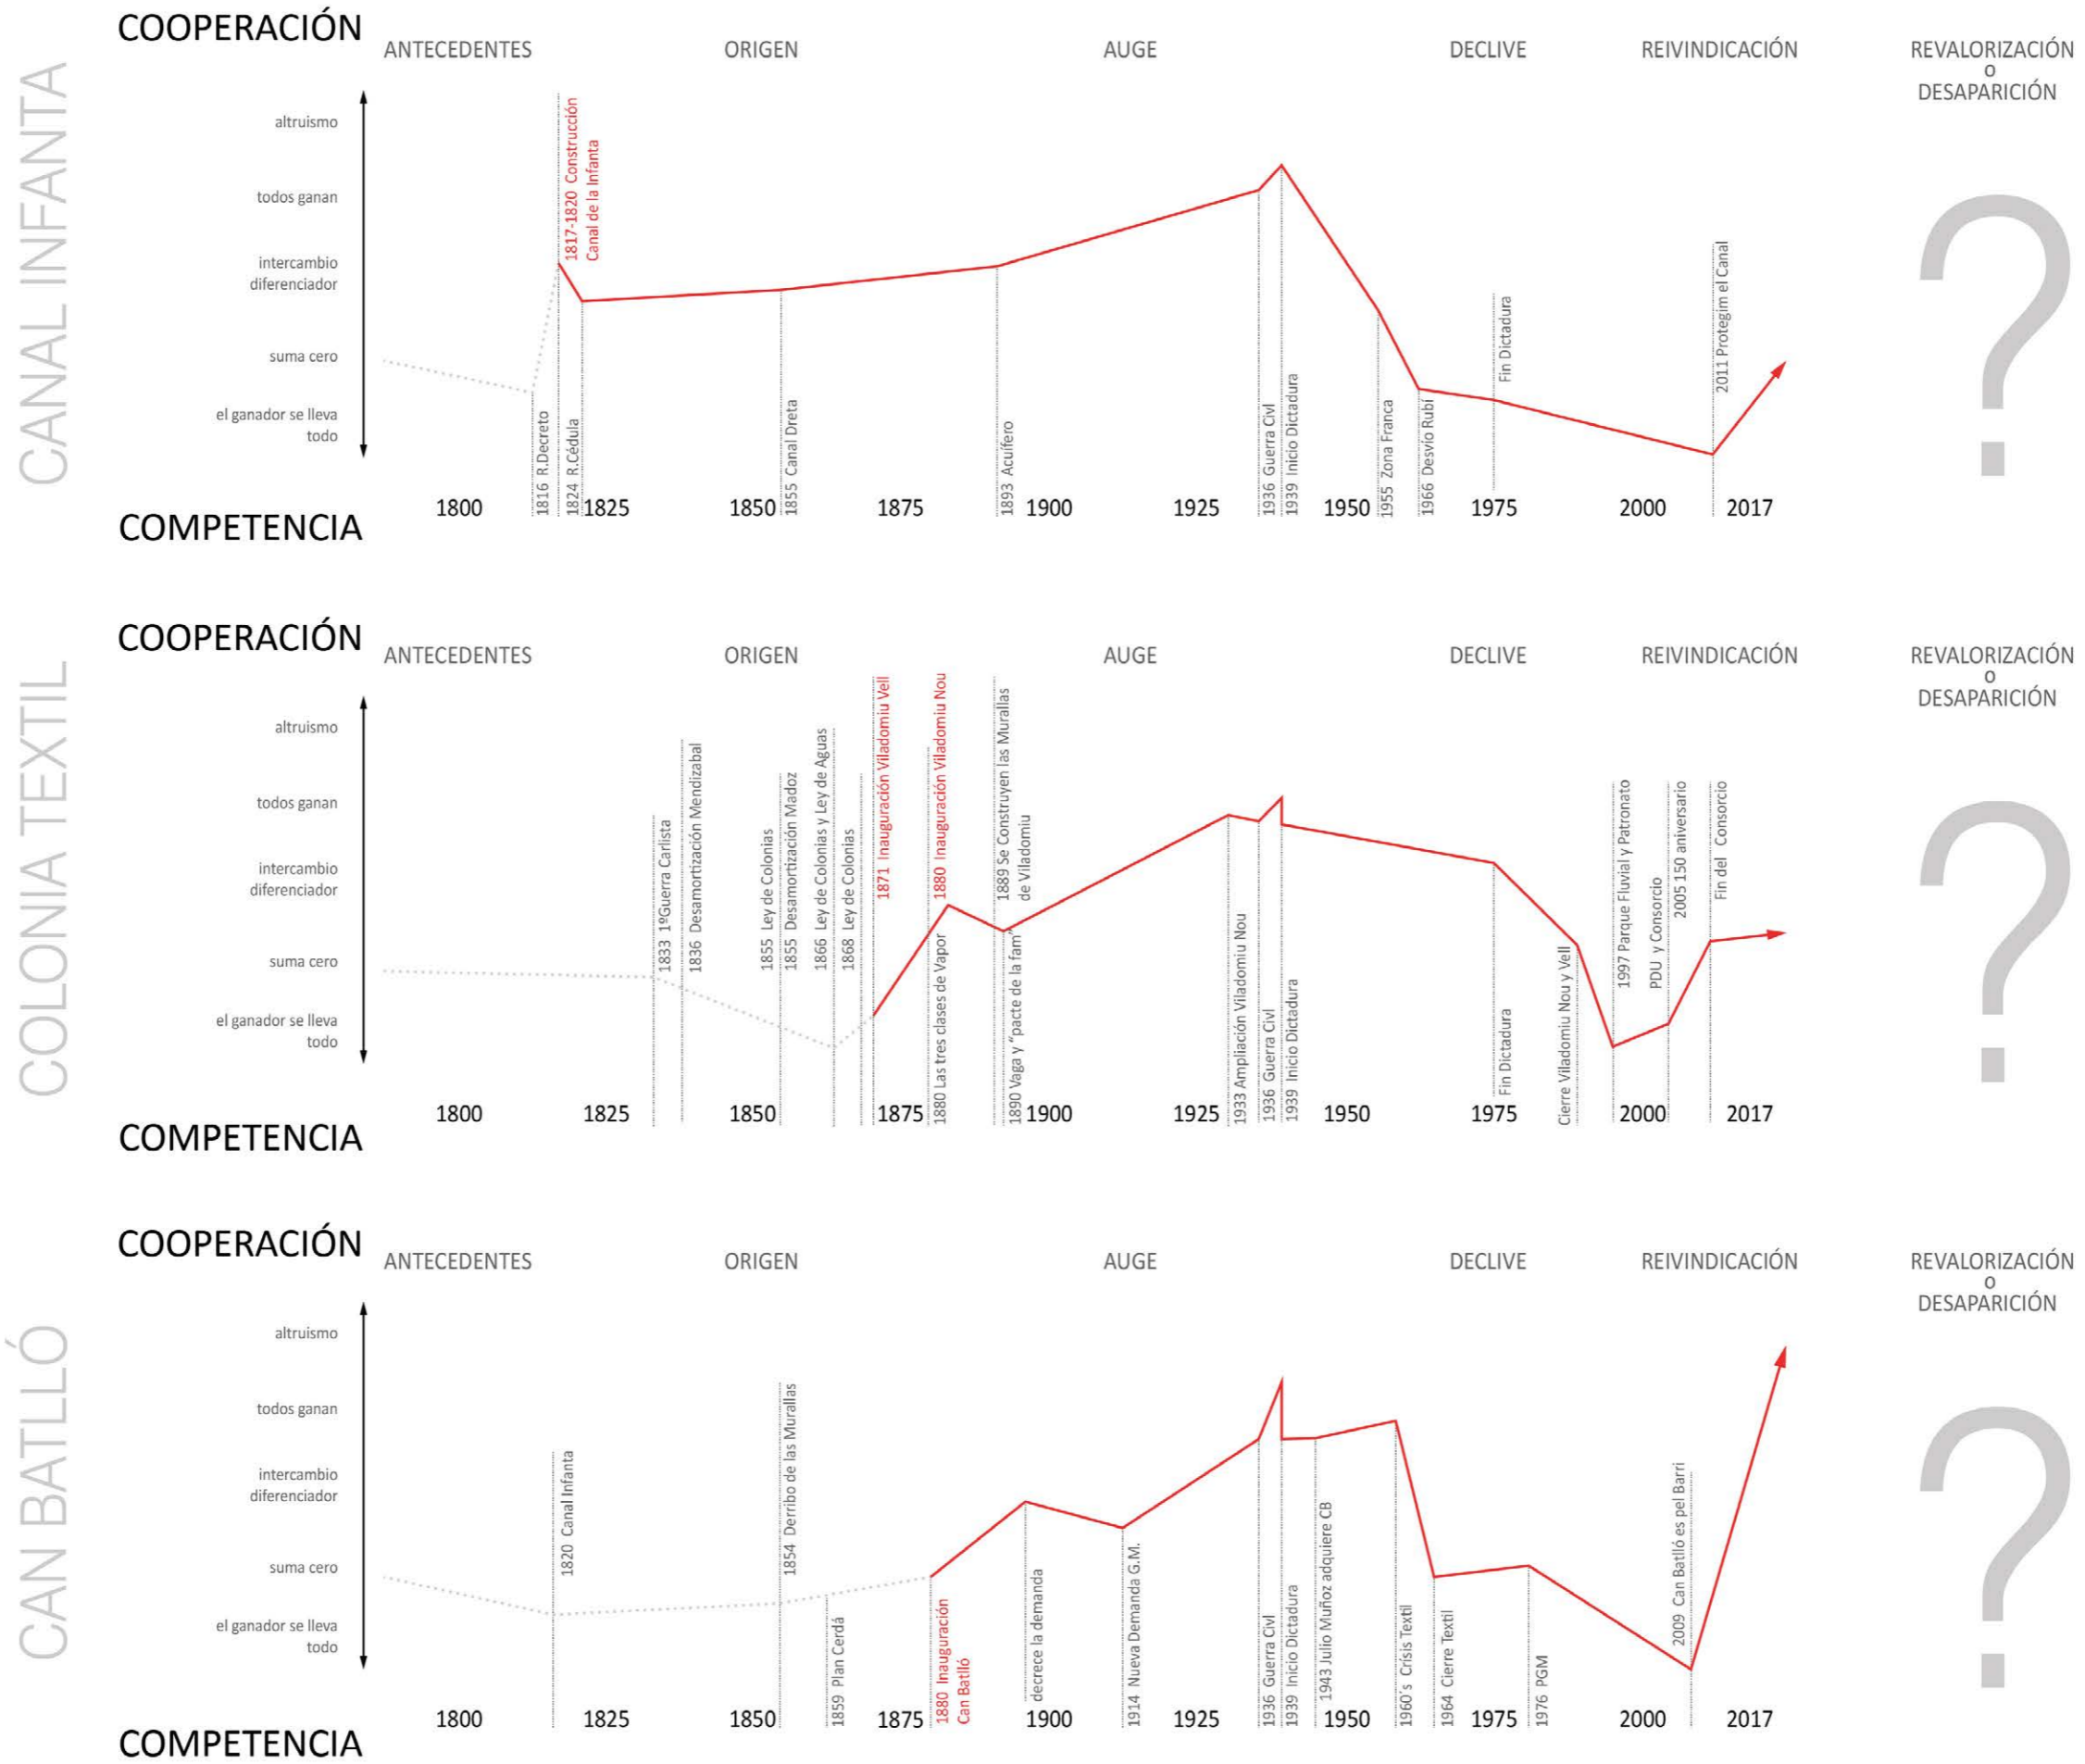 CANAL INFANTA
COOPERACIÓN
ANTECEDENTES
ORIGEN
AUGE
DECLIVE
REIVINDICACIÓN
REVALORIZACIÓN
o
DESAPARICIÓN
altruismo
todos ganan
intercambio
diferenciador
suma cero
el ganador se lleva
todo
1816 R.Decreto
1817-1820 Construcción
Canal de la Infanta
1824 R.Cédula
1855 Canal Dreta
1893 Acuífero
1936 Guerra Civl
1939 Inicio Dictadura
1955 Zona Franca
1966 Desvío Rubí
Fin Dictadura
2011 Protegim el Canal
?
1800
1825
1850
1875
1900
1925
1950
1975
2000
2017
COMPETENCIA
COLONIA TEXTIL
COOPERACIÓN
ANTECEDENTES
ORIGEN
AUGE
DECLIVE
REIVINDICACIÓN
REVALORIZACIÓN
o
DESAPARICIÓN
altruismo
todos ganan
intercambio
diferenciador
suma cero
el ganador se lleva
todo
1833 1ºGuerra Carlista
1836 Desamortización Mendizabal
1855 Ley de Colonias
1855 Desamortización Madoz
1866 Ley de Colonias y Ley de Aguas
1868 Ley de Colonias
1871 Inauguración Viladomiu Vell
1880 Inauguración Viladomiu Nou
1880 Las tres clases de Vapor
1889 Se Construyen las Murallas
de Viladomiu
1890 Vaga y "pacte de la fam"
1933 Ampliación Viladomiu Nou
1936 Guerra Civl
1939 Inicio Dictadura
Fin Dictadura
Cierre Viladomiu Nou y Vell
1997 Parque Fluvial y Patronato
PDU y Consorcio
2005 150 aniversario
Fin del Consorcio
?
1800
1825
1850
1875
1900
1925
1950
1975
2000
2017
COMPETENCIA
CAN BATLLÓ
COOPERACIÓN
ANTECEDENTES
ORIGEN
AUGE
DECLIVE
REIVINDICACIÓN
REVALORIZACIÓN
o
DESAPARICIÓN
altruismo
todos ganan
intercambio
diferenciador
suma cero
el ganador se lleva
todo
1820 Canal Infanta
1854 Derribo de las Murallas
1859 Plan Cerdá
1880 Inauguración
Can Batlló
decrece la demanda
1914 Nueva Demanda G.M.
1936 Guerra Civl
1939 Inicio Dictadura
1943 Julio Muñoz adquiere CB
1960's Crísis Textil
1964 Cierre Textil
1976 PGM
2009 Can Batlló es pel Barri
?
1800
1825
1850
1875
1900
1925
1950
1975
2000
2017
COMPETENCIA